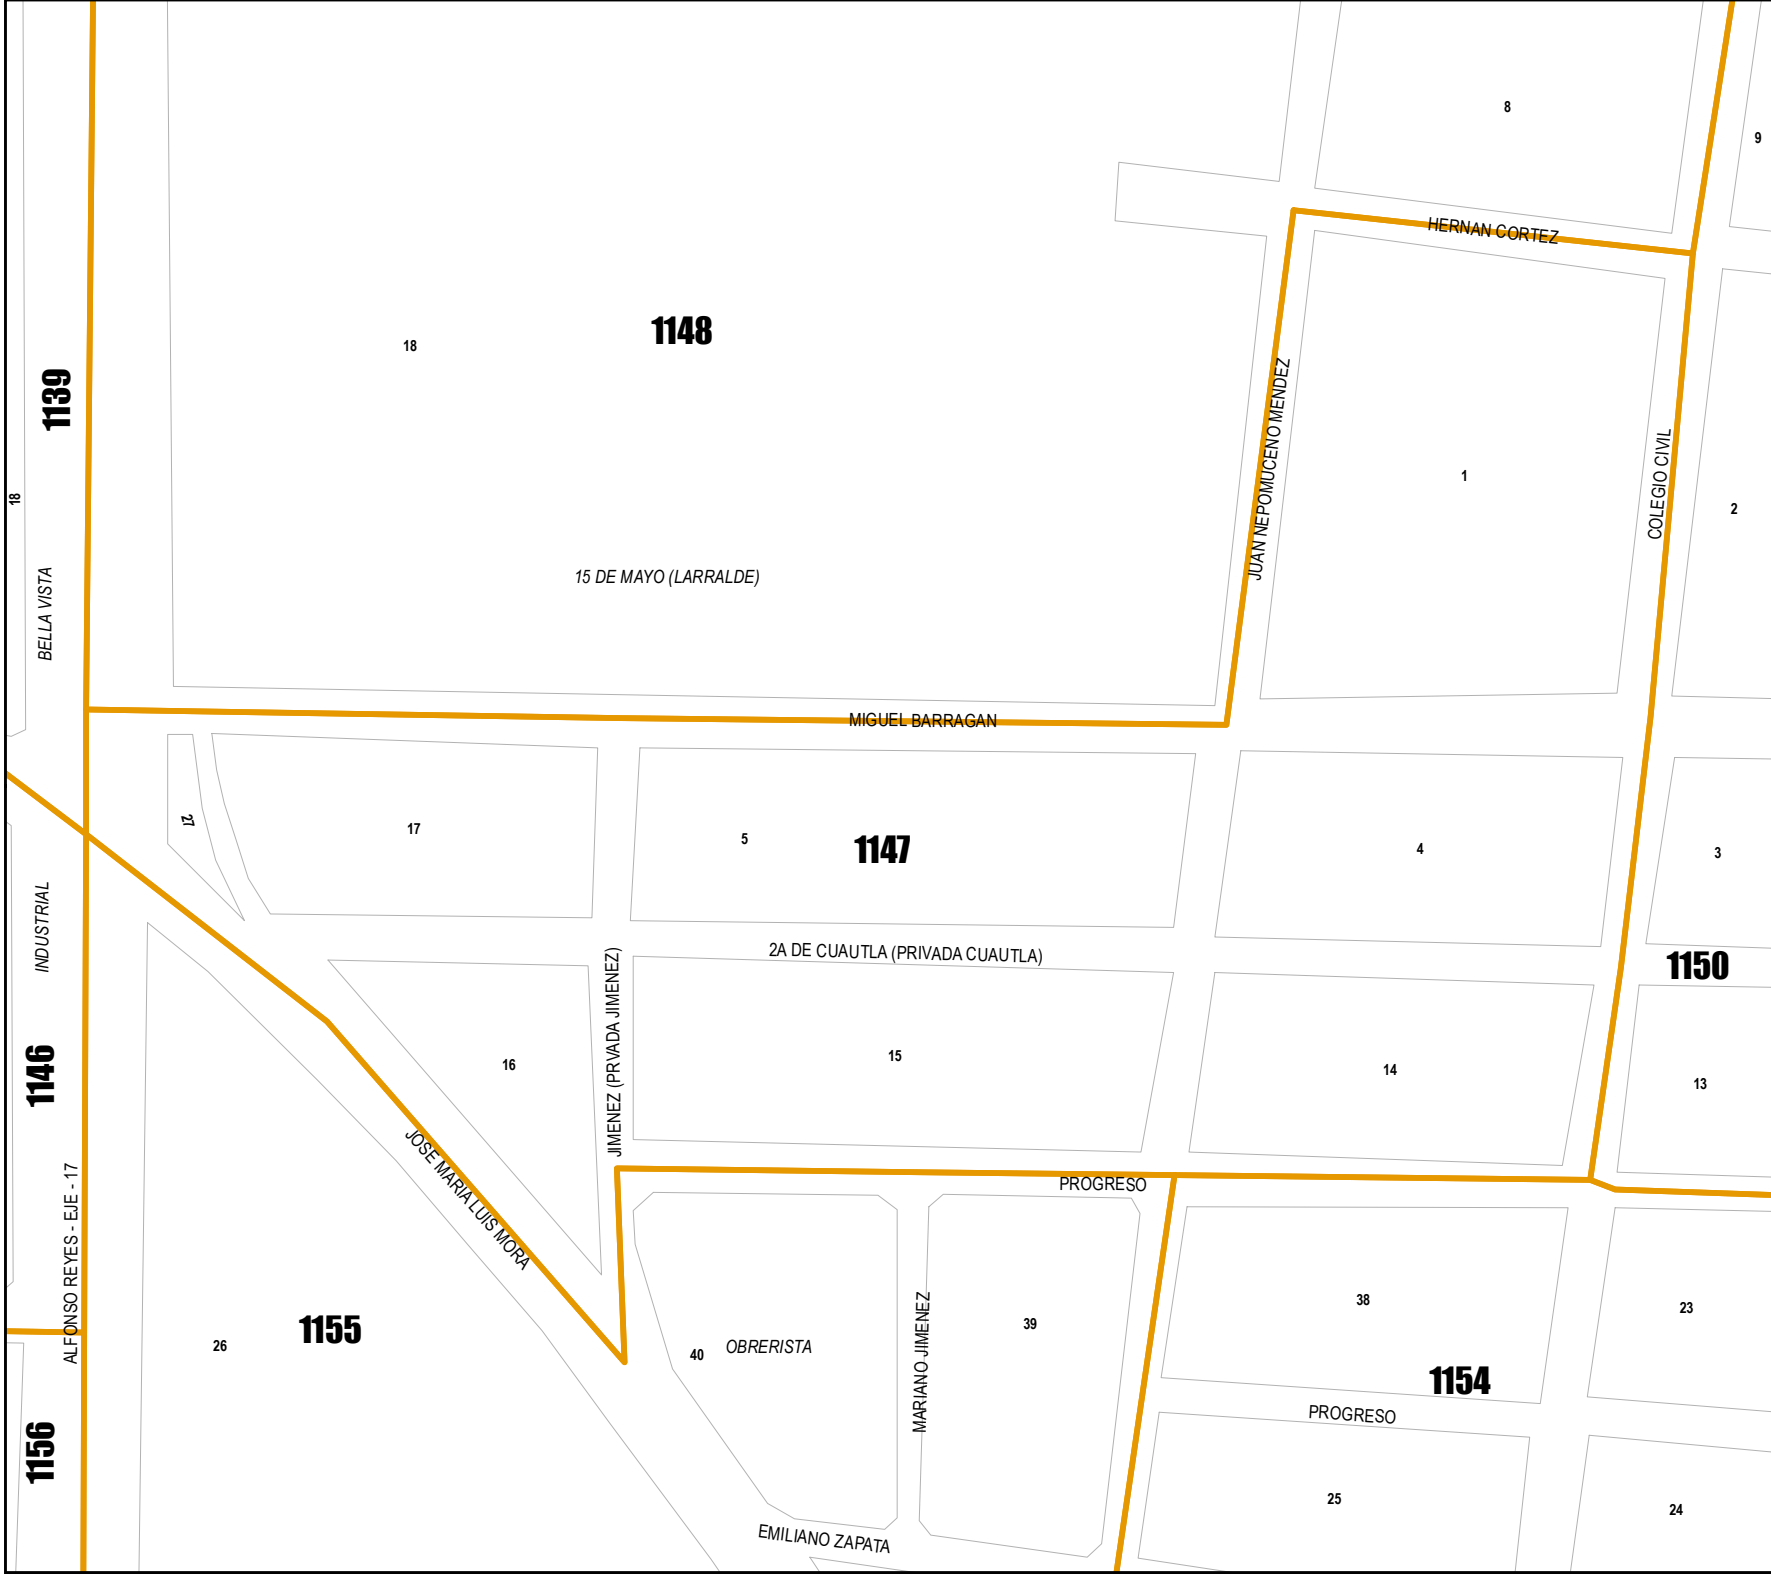 8
9
HERNAN CORTEZ
1148
18
1139
JUAN NEPOMUCENO MENDEZ
COLEGIO CIVIL
1
2
18
15 DE MAYO (LARRALDE)
BELLA VISTA
MIGUEL BARRAGAN
27
17
5
1147
4
3
INDUSTRIAL
2A DE CUAUTLA (PRIVADA CUAUTLA)
1150
JIMENEZ (PRVADA JIMENEZ)
1146
16
15
14
13
JOSE MARIA LUIS MORA
PROGRESO
ALFONSO REYES - EJE - 17
1155
26
40
OBRERISTA
MARIANO JIMENEZ
39
38
23
1154
PROGRESO
1156
25
24
EMILIANO ZAPATA